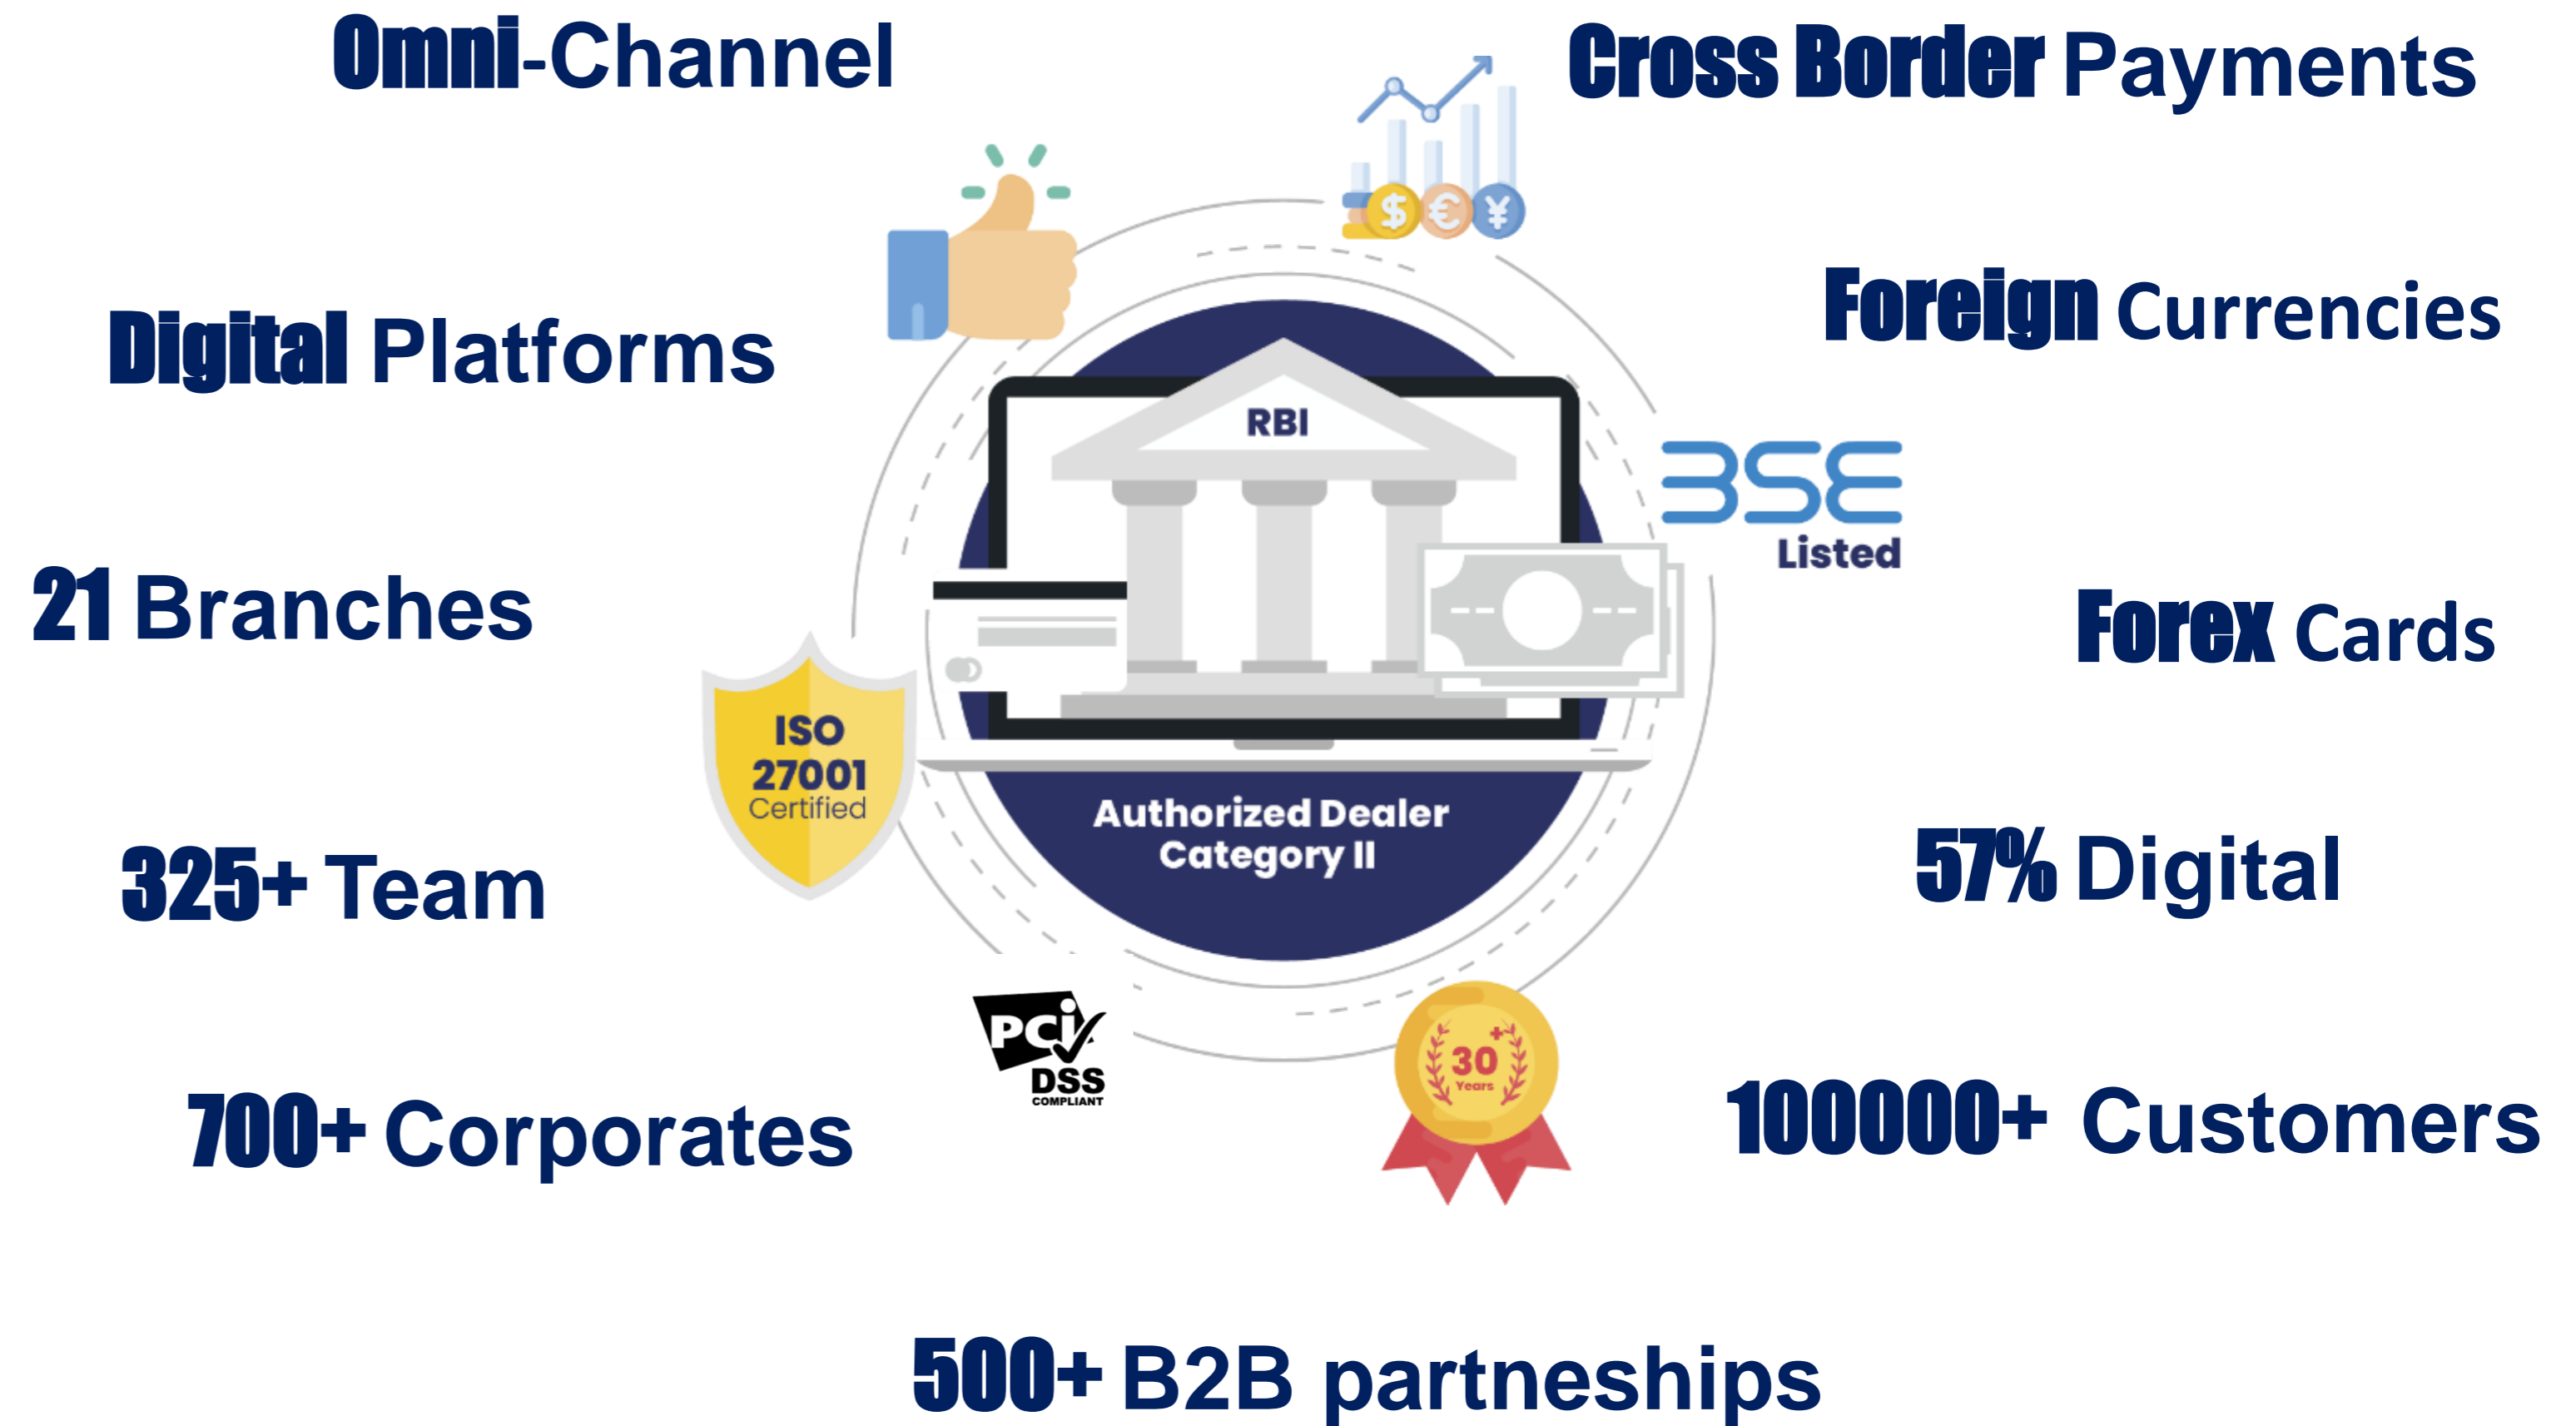 Omni-Channel
Cross Border Payments
$ € ¥
Digital Platforms
Foreign Currencies
RBI
BSE
Listed
21 Branches
Forex Cards
ISO
27001
Certified
Authorized Dealer
Category II
325+ Team
57% Digital
PCi
DSS
COMPLIANT
30+
Years
700+ Corporates
100000+ Customers
500+ B2B partneships